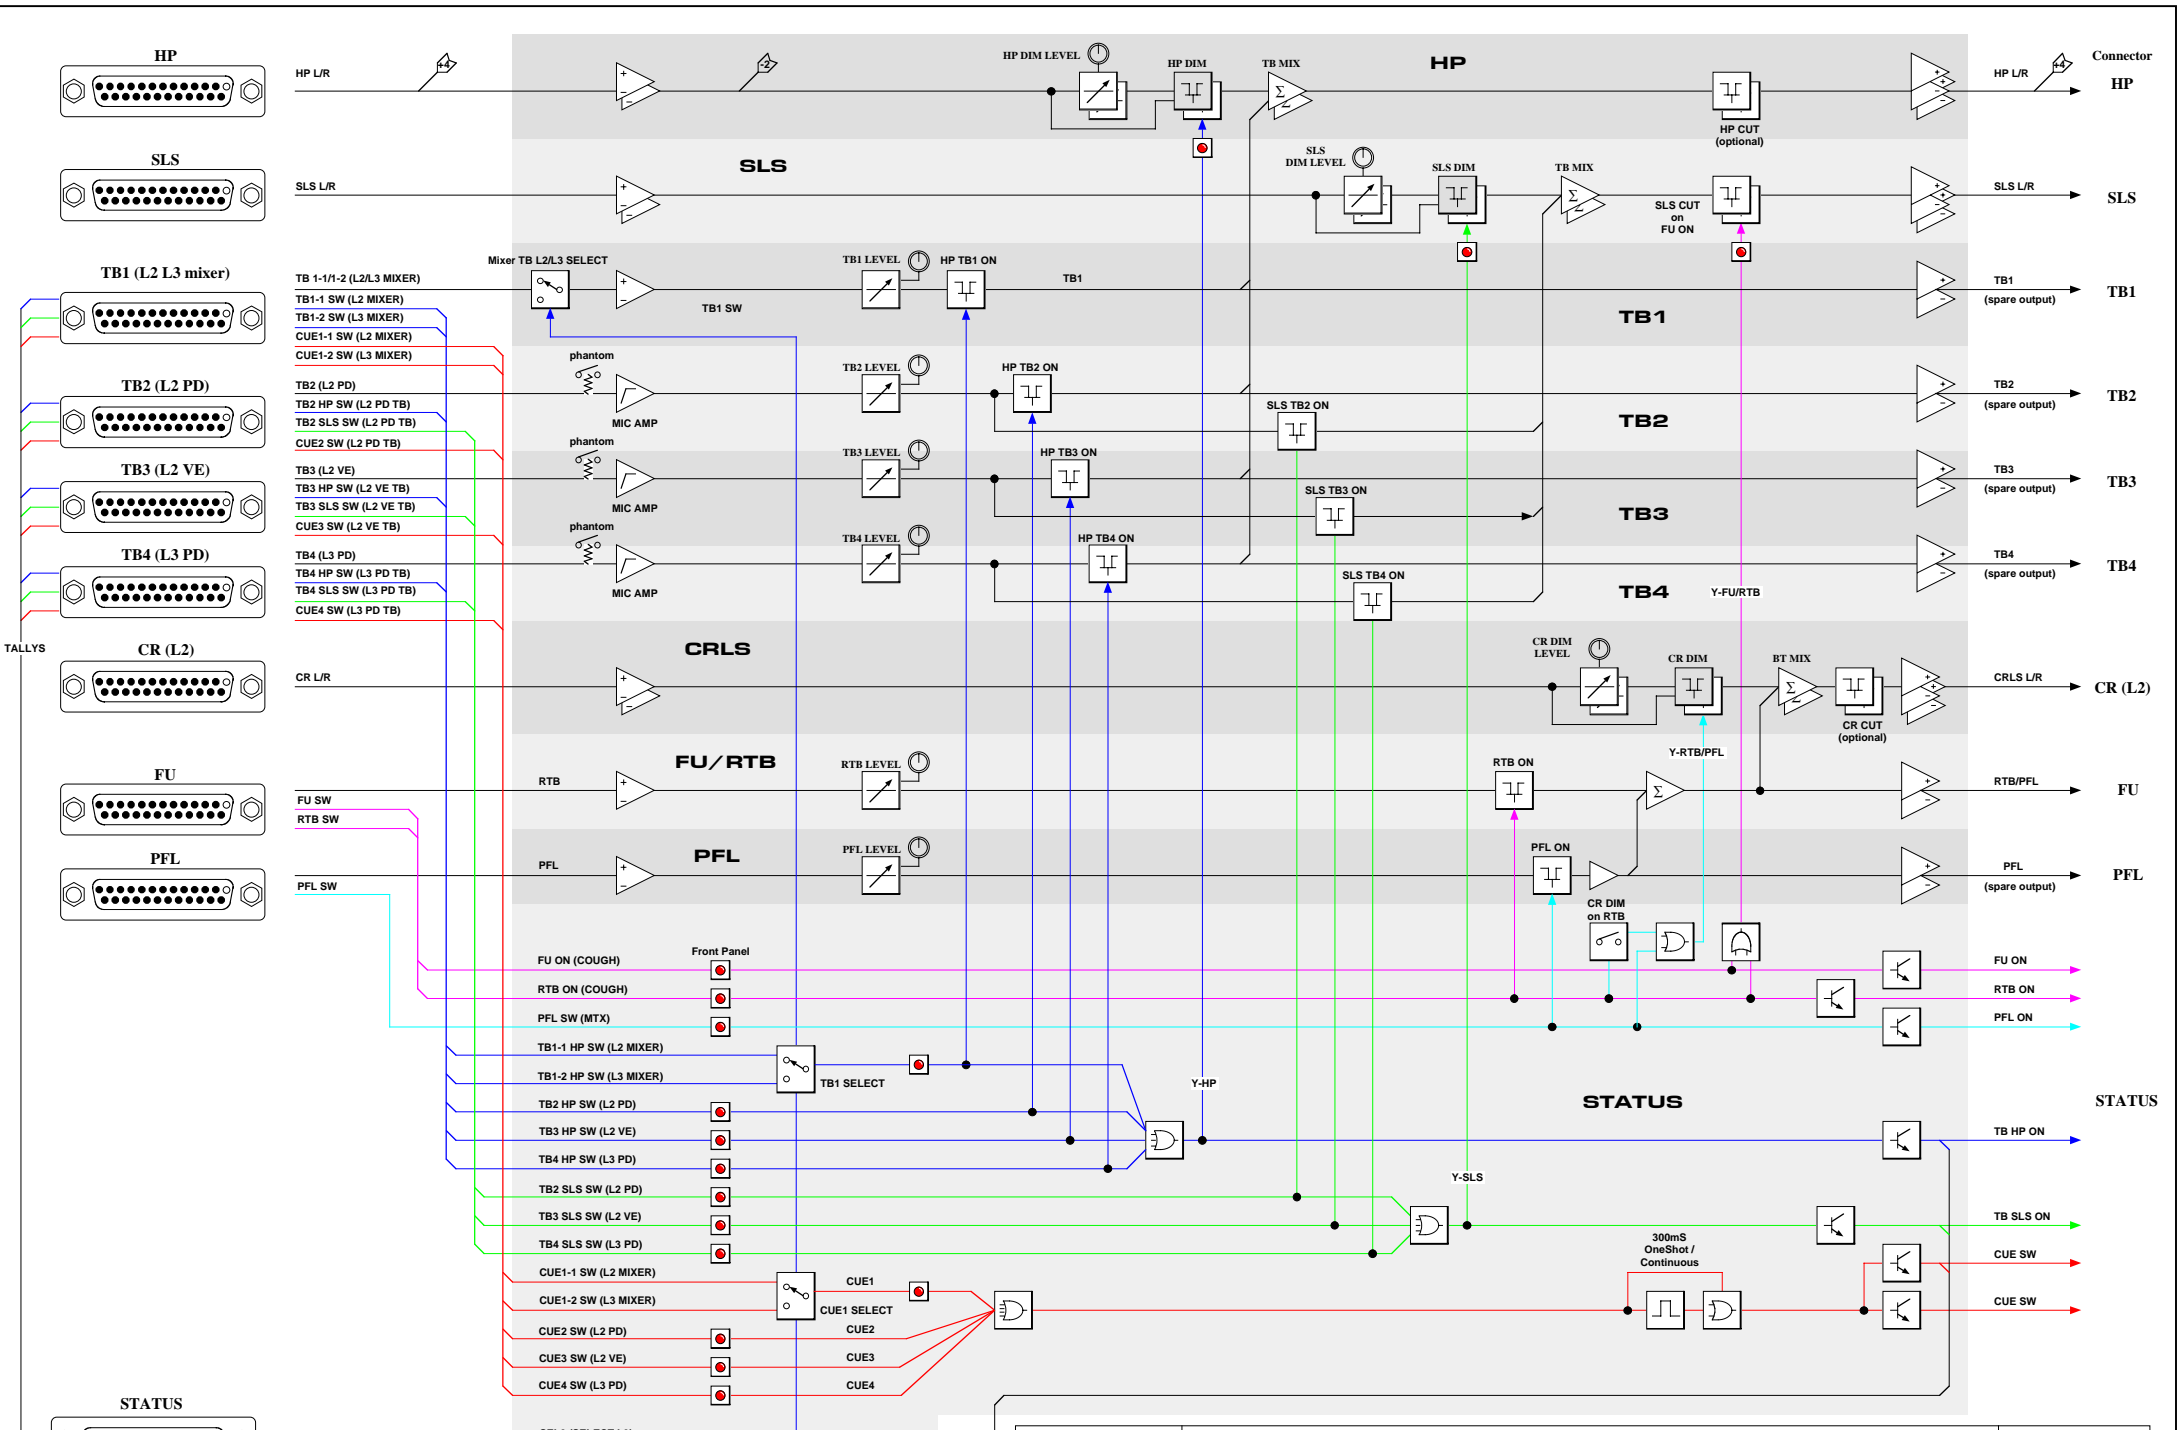 HP
HP L/R
+4
-2
HP DIM LEVEL
HP DIM
TB MIX
HP
HP CUT
(optional)
HP L/R
+4
Connector
HP
SLS
SLS L/R
SLS
SLS
DIM LEVEL
SLS DIM
TB MIX
SLS CUT
on
FU ON
SLS L/R
SLS
TB1 (L2 L3 mixer)
TB 1-1/1-2 (L2/L3 MIXER)
TB1-1 SW (L2 MIXER)
TB1-2 SW (L3 MIXER)
CUE1-1 SW (L2 MIXER)
CUE1-2 SW (L3 MIXER)
Mixer TB L2/L3 SELECT
TB1 SW
TB1 LEVEL
HP TB1 ON
TB1
TB1
TB1
(spare output)
TB1
TB2 (L2 PD)
TB2 (L2 PD)
TB2 HP SW (L2 PD TB)
TB2 SLS SW (L2 PD TB)
CUE2 SW (L2 PD TB)
phantom
MIC AMP
TB2 LEVEL
HP TB2 ON
SLS TB2 ON
TB2
TB2
(spare output)
TB2
TB3 (L2 VE)
TB3 (L2 VE)
TB3 HP SW (L2 VE TB)
TB3 SLS SW (L2 VE TB)
CUE3 SW (L2 VE TB)
phantom
MIC AMP
TB3 LEVEL
HP TB3 ON
SLS TB3 ON
TB3
TB3
(spare output)
TB3
TB4 (L3 PD)
TB4 (L3 PD)
TB4 HP SW (L3 PD TB)
TB4 SLS SW (L3 PD TB)
CUE4 SW (L3 PD TB)
phantom
MIC AMP
TB4 LEVEL
HP TB4 ON
SLS TB4 ON
TB4
Y-FU/RTB
TB4
(spare output)
TB4
TALLYS
CR (L2)
CR L/R
CRLS
CR DIM
LEVEL
CR DIM
BT MIX
CR CUT
(optional)
CRLS L/R
CR (L2)
Y-RTB/PFL
FU
FU SW
RTB SW
RTB
FU/RTB
RTB LEVEL
RTB ON
RTB/PFL
FU
PFL
PFL SW
PFL
PFL
PFL LEVEL
PFL ON
PFL
(spare output)
PFL
CR DIM
on RTB
Front Panel
FU ON (COUGH)
FU ON
RTB ON (COUGH)
RTB ON
PFL SW (MTX)
PFL ON
TB1-1 HP SW (L2 MIXER)
TB1-2 HP SW (L3 MIXER)
TB1 SELECT
Y-HP
TB2 HP SW (L2 PD)
STATUS
STATUS
TB3 HP SW (L2 VE)
TB HP ON
TB4 HP SW (L3 PD)
TB2 SLS SW (L2 PD)
Y-SLS
TB3 SLS SW (L2 VE)
TB SLS ON
TB4 SLS SW (L3 PD)
300mS
OneShot /
Continuous
CUE SW
CUE1-1 SW (L2 MIXER)
CUE1
CUE1-2 SW (L3 MIXER)
CUE1 SELECT
CUE SW
CUE2 SW (L2 PD)
CUE2
CUE3 SW (L2 VE)
CUE3
CUE4 SW (L3 PD)
CUE4
STATUS